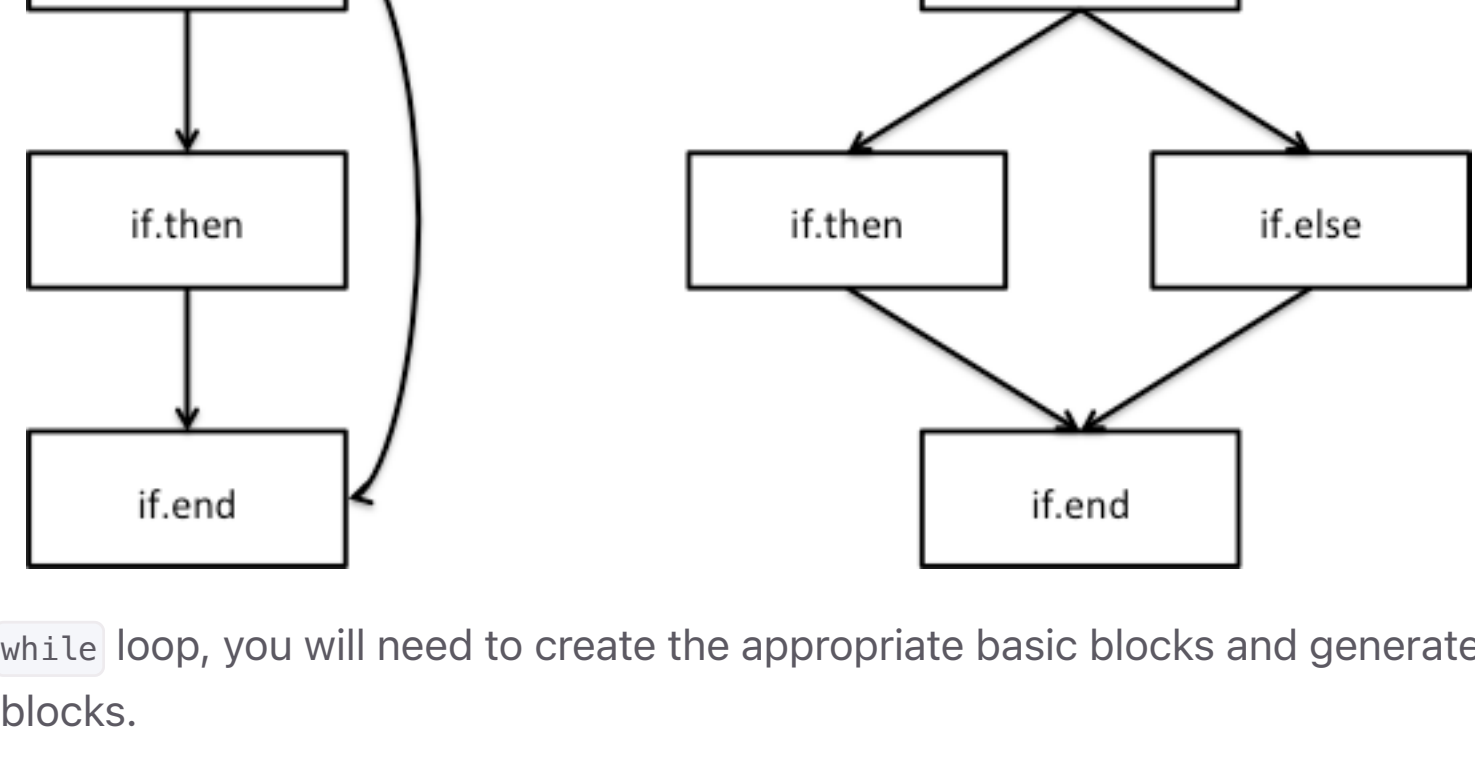 if.then
if.then
if.else
if.end
if.end
while loop, you will need to create the appropriate basic blocks and generate
blocks.